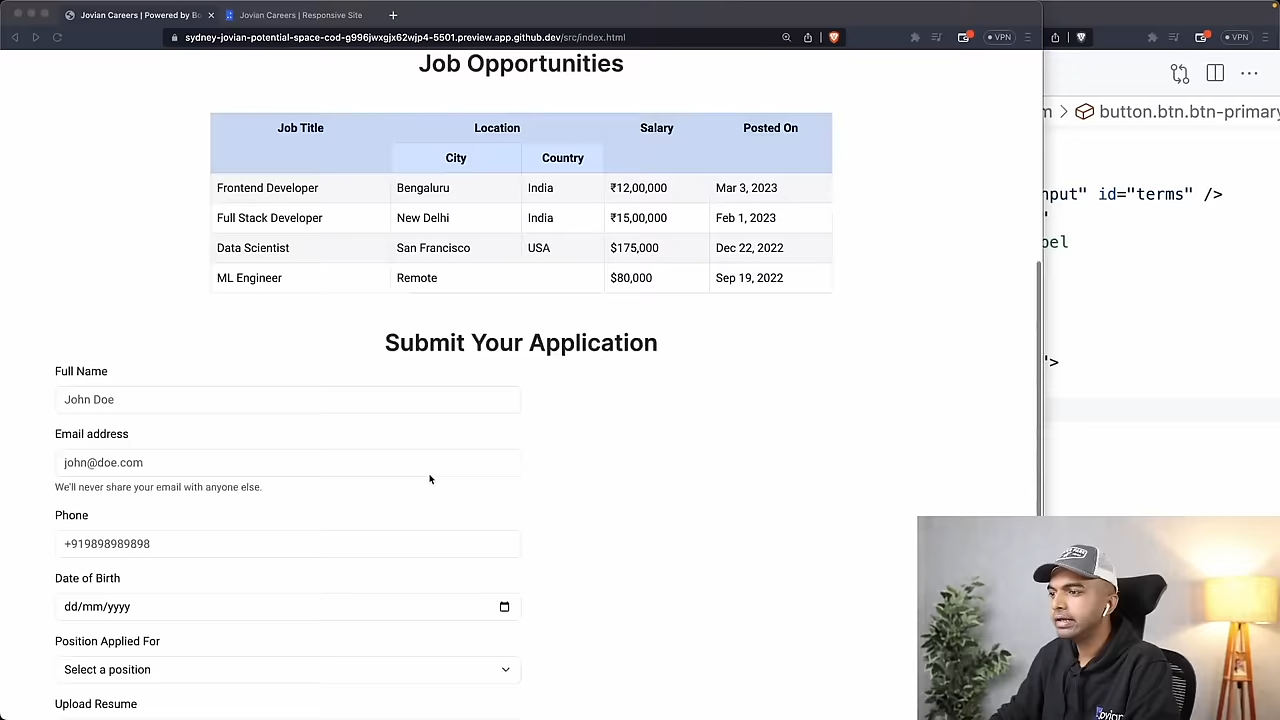 Jovian Careers | Powered by Bo
Jovian Careers | Responsive Site
sydney-jovian-potential-space-cod-g996jwxgjx62wjp4-5501.preview.app.github.dev/src/index.html
VPN
VPN
Job Opportunities
Job Title Location Salary Posted On
City Country
Frontend Developer Bengaluru India ₹12,00,000 Mar 3, 2023
Full Stack Developer New Delhi India ₹15,00,000 Feb 1, 2023
Data Scientist San Francisco USA $175,000 Dec 22, 2022
ML Engineer Remote $80,000 Sep 19, 2022
Submit Your Application
Full Name
John Doe
Email address
john@doe.com
We'll never share your email with anyone else.
Phone
+919898989898
Date of Birth
dd/mm/yyyy
Position Applied For
Select a position
Upload Resume
m > button.btn.btn-primary
nput" id="terms" />
bel
">